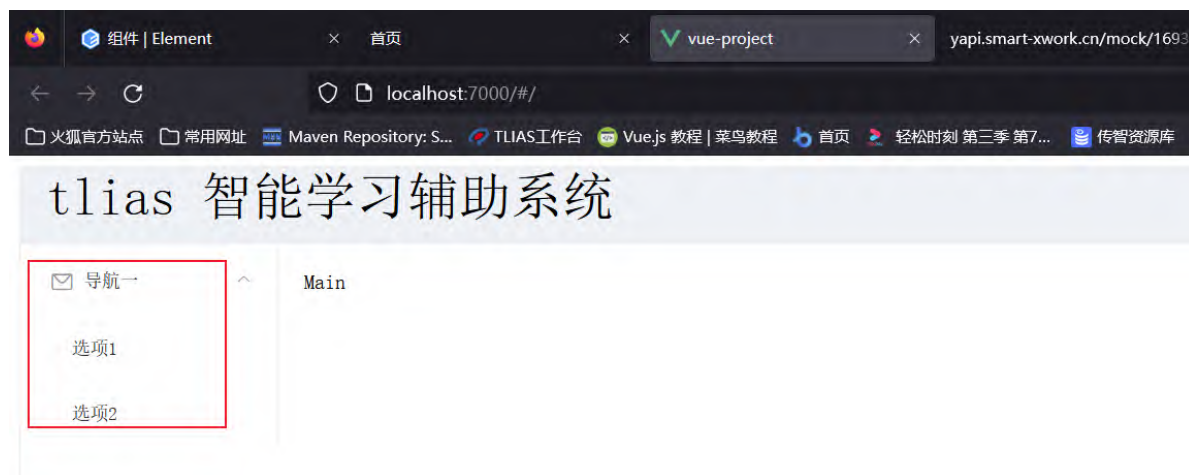 组件 | Element 首页 vue-project yapi.smart-xwork.cn/mock/1693
localhost:7000/#/
火狐官方站点 常用网址 Maven Repository: S... TLIAS工作台 Vue.js 教程 | 菜鸟教程 首页 轻松时刻 第三季 第7... 传智资源库
tlias 智能学习辅助系统
导航一 Main
选项1
选项2